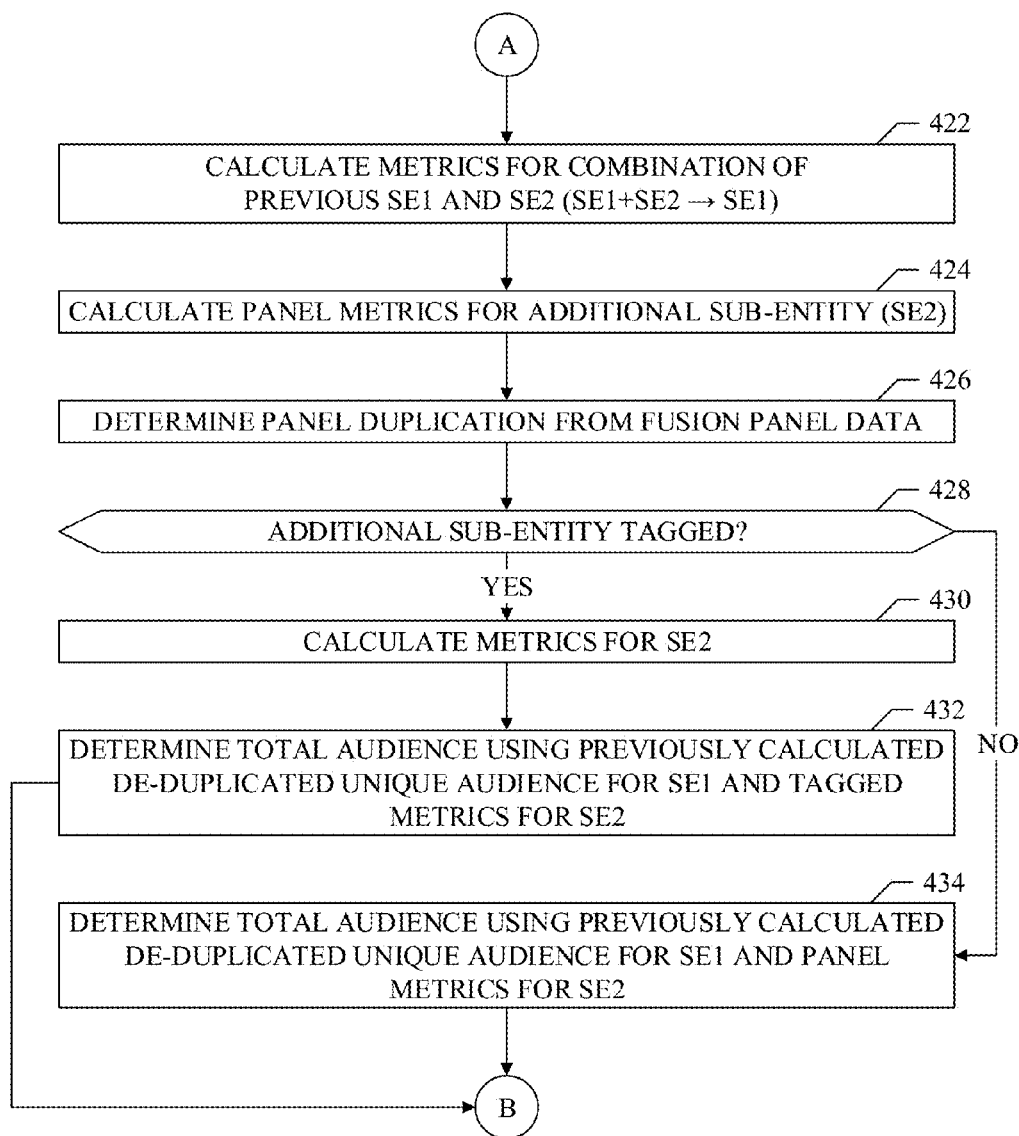 A
422
CALCULATE METRICS FOR COMBINATION OF
PREVIOUS SE1 AND SE2 (SE1+SE2 → SE1)
424
CALCULATE PANEL METRICS FOR ADDITIONAL SUB-ENTITY (SE2)
426
DETERMINE PANEL DUPLICATION FROM FUSION PANEL DATA
428
ADDITIONAL SUB-ENTITY TAGGED?
YES
430
CALCULATE METRICS FOR SE2
432
DETERMINE TOTAL AUDIENCE USING PREVIOUSLY CALCULATED
DE-DUPLICATED UNIQUE AUDIENCE FOR SE1 AND TAGGED
METRICS FOR SE2
NO
434
DETERMINE TOTAL AUDIENCE USING PREVIOUSLY CALCULATED
DE-DUPLICATED UNIQUE AUDIENCE FOR SE1 AND PANEL
METRICS FOR SE2
B